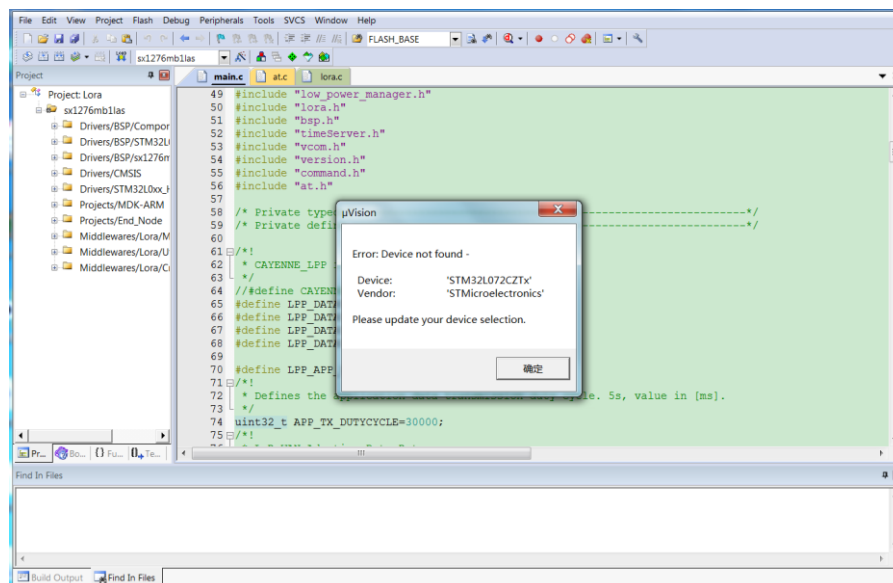 File Edit View Project Flash Debug Peripherals Tools SVCS Window Help
FLASH_BASE
sx1276mb1las
Project
main.c at.c lora.c
Project: Lora
sx1276mb1las
Drivers/BSP/Compor
Drivers/BSP/STM32L(
Drivers/BSP/sx1276m
Drivers/CMSIS
Drivers/STM32L0xx_H
Projects/MDK-ARM
Projects/End_Node
Middlewares/Lora/M
Middlewares/Lora/U
Middlewares/Lora/C
49 #include "low_power_manager.h"
50 #include "lora.h"
51 #include "bsp.h"
52 #include "timeServer.h"
53 #include "vcom.h"
54 #include "version.h"
55 #include "command.h"
56 #include "at.h"
57
58 /* Private type ----------------------------*/
59 /* Private defi ----------------------------*/
60
61 /*!
62 * CAYENNE_LPP
63 */
64 //#define CAYENN
65 #define LPP_DATA
66 #define LPP_DATA
67 #define LPP_DATA
68 #define LPP_DATA
69
70 #define LPP_APP_
71 /*!
72 * Defines the 5s, value in [ms].
73 */
74 uint32_t APP_TX_DUTYCYCLE=30000;
75 /*!
µVision
Error: Device not found -
Device: 'STM32L072CZTx'
Vendor: 'STMicroelectronics'
Please update your device selection.
确定
Pr... Bo... {} Fu... Te...
Find In Files
Build Output Find In Files